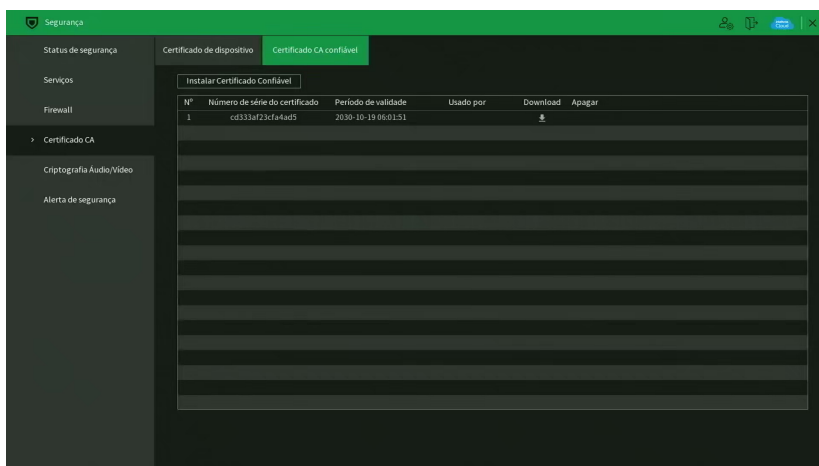 Segurança
Status de segurança
Serviços
Firewall
> Certificado CA
Criptografia Áudio/Vídeo
Alerta de segurança
Certificado de dispositivo Certificado CA confiável
Instalar Certificado Confiável
Nº Número de série do certificado Período de validade Usado por Download Apagar
1 cd333af23cfa4ad5 2030-10-19 06:01:51